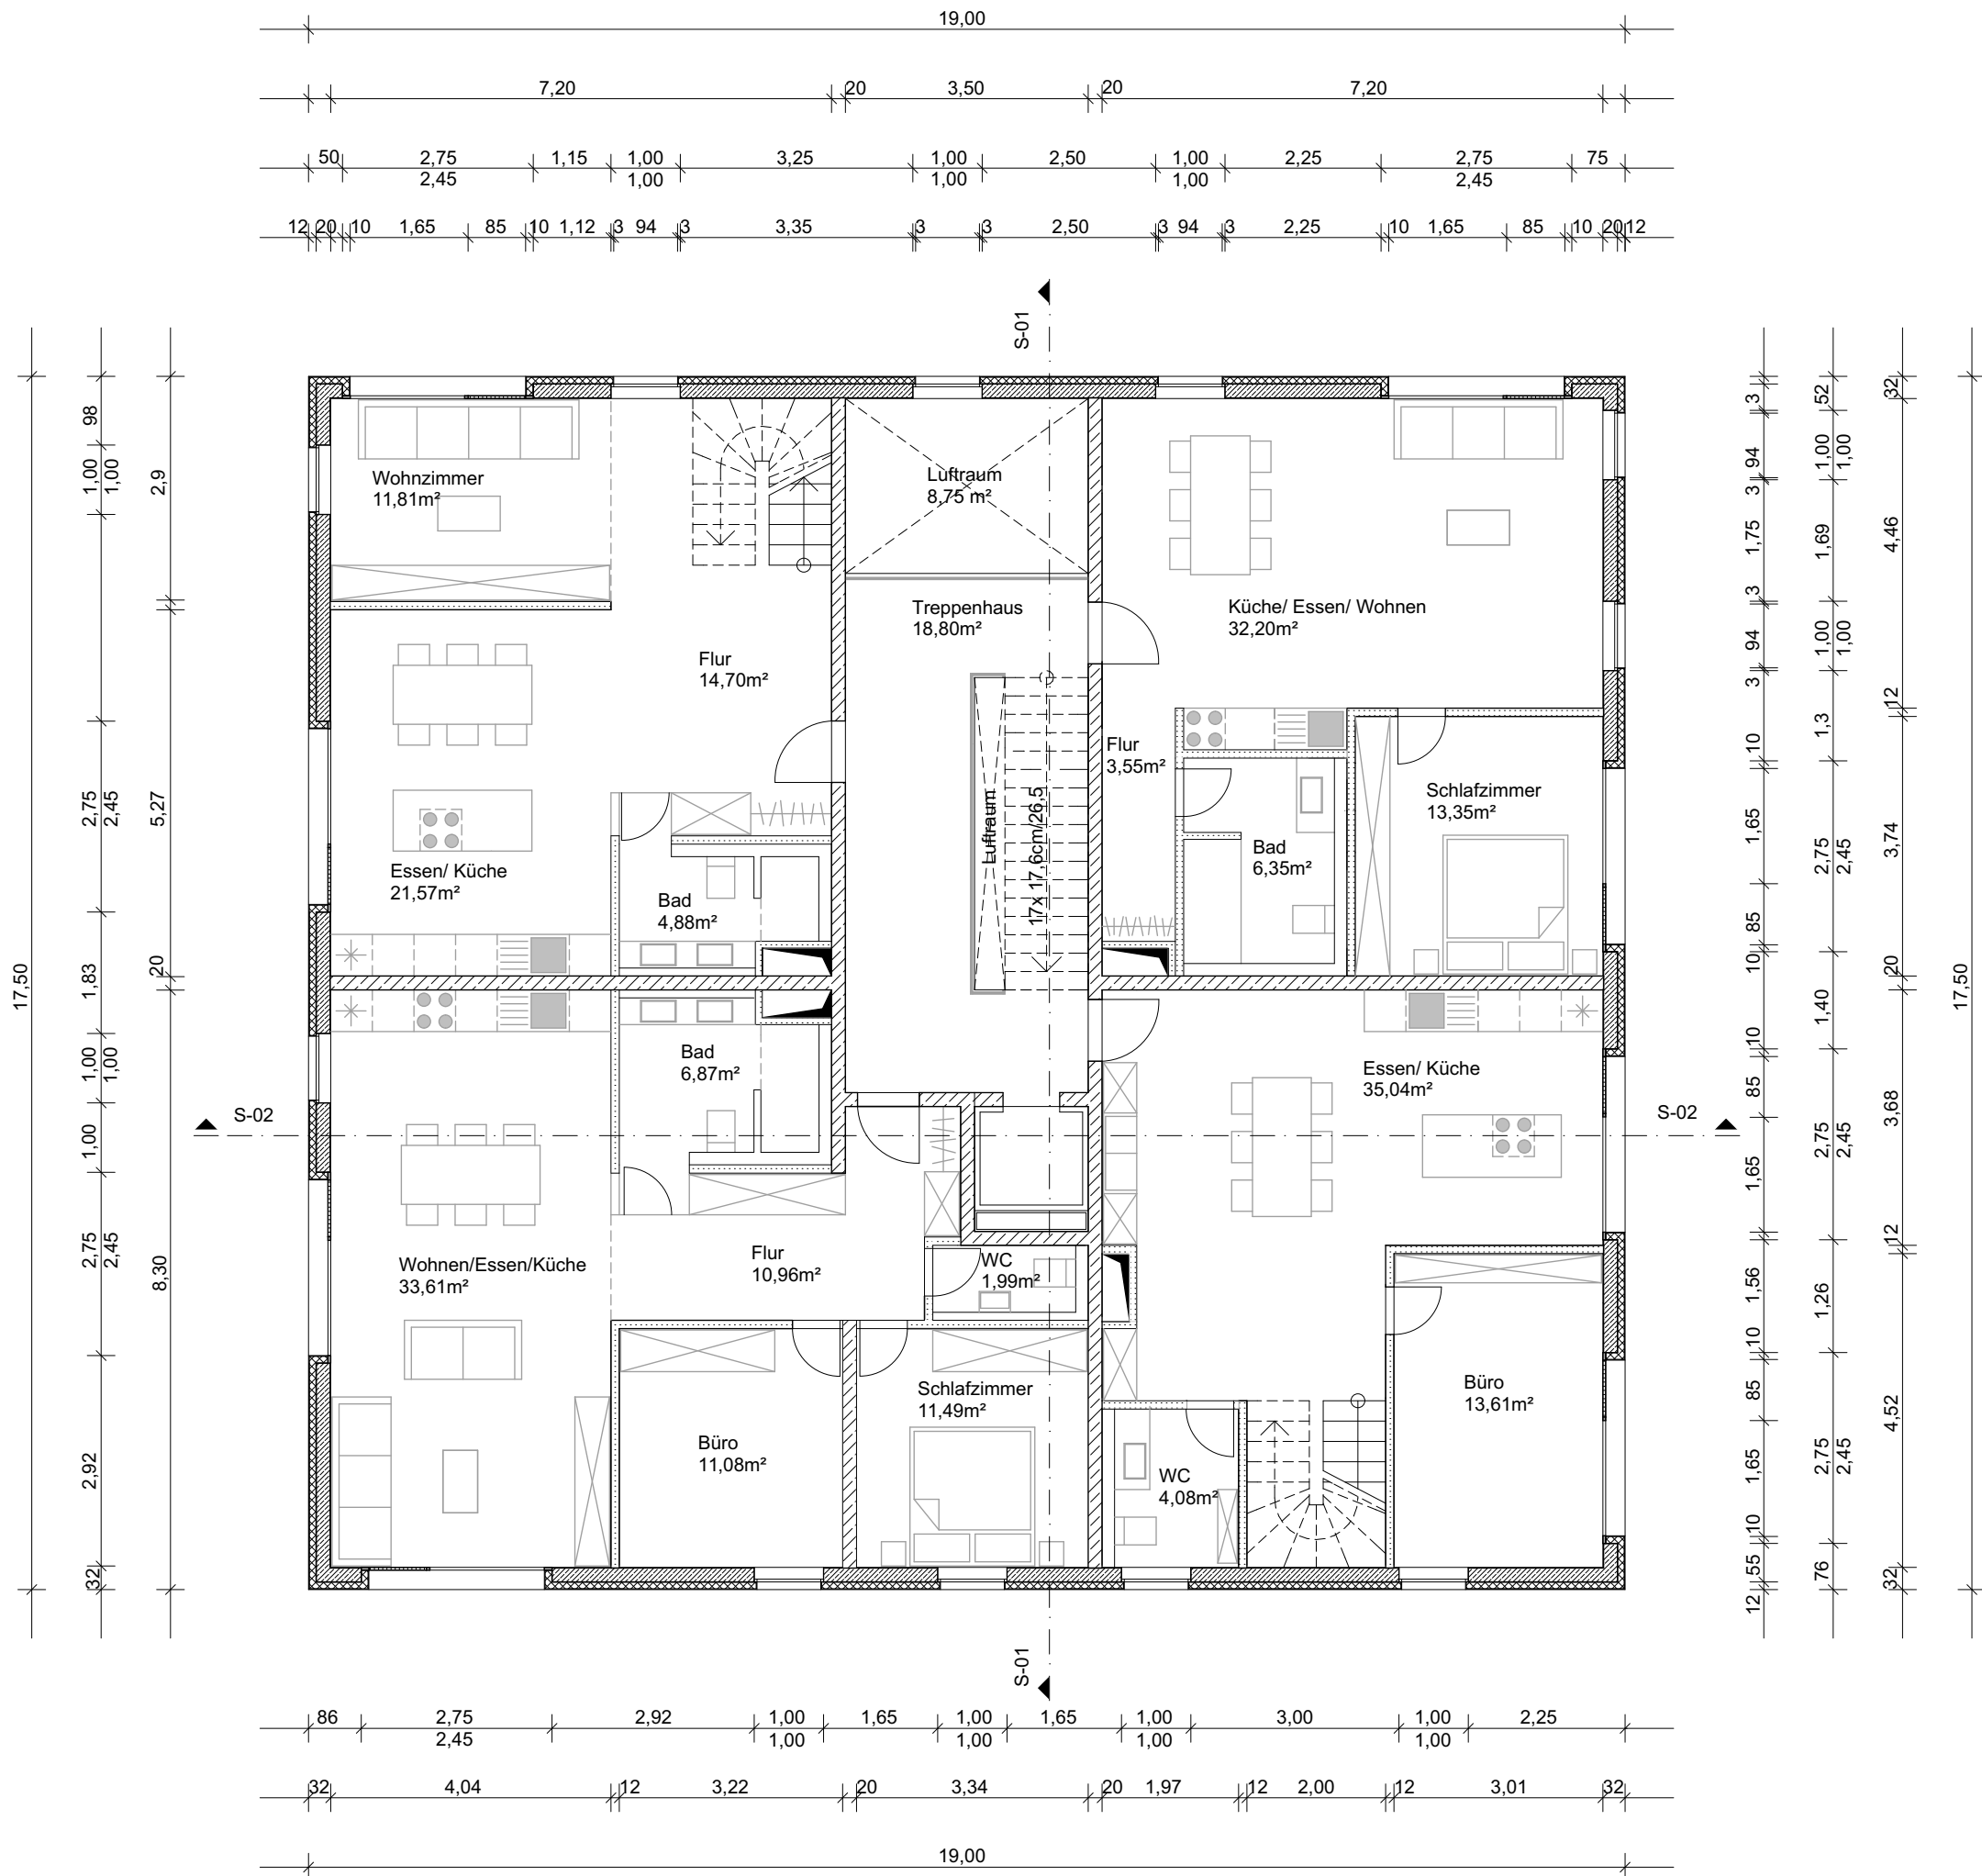 19,00
7,20 20 3,50 20 7,20
50 2,75 1,15 1,00 3,25 1,00 2,50 1,00 2,25 2,75 75
2,45 1,00 1,00 1,00 2,45
12 20 10 1,65 85 10 1,12 3 94 3 3,35 3 3 2,50 3 94 3 2,25 10 1,65 85 10 20 12
S-01
17,50
98 1,00 2,75 1,83 1,00 1,00 2,75 2,92 32
1,00 2,45 1,00 2,45
2,9 5,27 20 8,30
Wohnzimmer
11,81m²
Luftraum
8,75 m²
Treppenhaus
18,80m²
Küche/ Essen/ Wohnen
32,20m²
Flur
14,70m²
Flur
3,55m²
Schlafzimmer
13,35m²
Luftraum
17x 17,6cm/26,5
Bad
6,35m²
Essen/ Küche
21,57m²
Bad
4,88m²
Bad
6,87m²
Essen/ Küche
35,04m²
S-02
S-02
Wohnen/Essen/Küche
33,61m²
Flur
10,96m²
WC
1,99m²
Schlafzimmer
11,49m²
Büro
13,61m²
Büro
11,08m²
WC
4,08m²
3 94 3 1,75 3 94 3 10 1,65 85 10 10 85 1,65 1,56 10 85 1,65 10 55 12
52 1,00 1,69 1,00 1,3 2,75 1,40 2,75 1,26 2,75 76
1,00 1,00 2,45 2,45 2,45
32 4,46 12 3,74 20 3,68 12 4,52 32
17,50
S-01
86 2,75 2,92 1,00 1,65 1,00 1,65 1,00 3,00 1,00 2,25
2,45 1,00 1,00 1,00 1,00
32 4,04 12 3,22 20 3,34 20 1,97 12 2,00 12 3,01 32
19,00